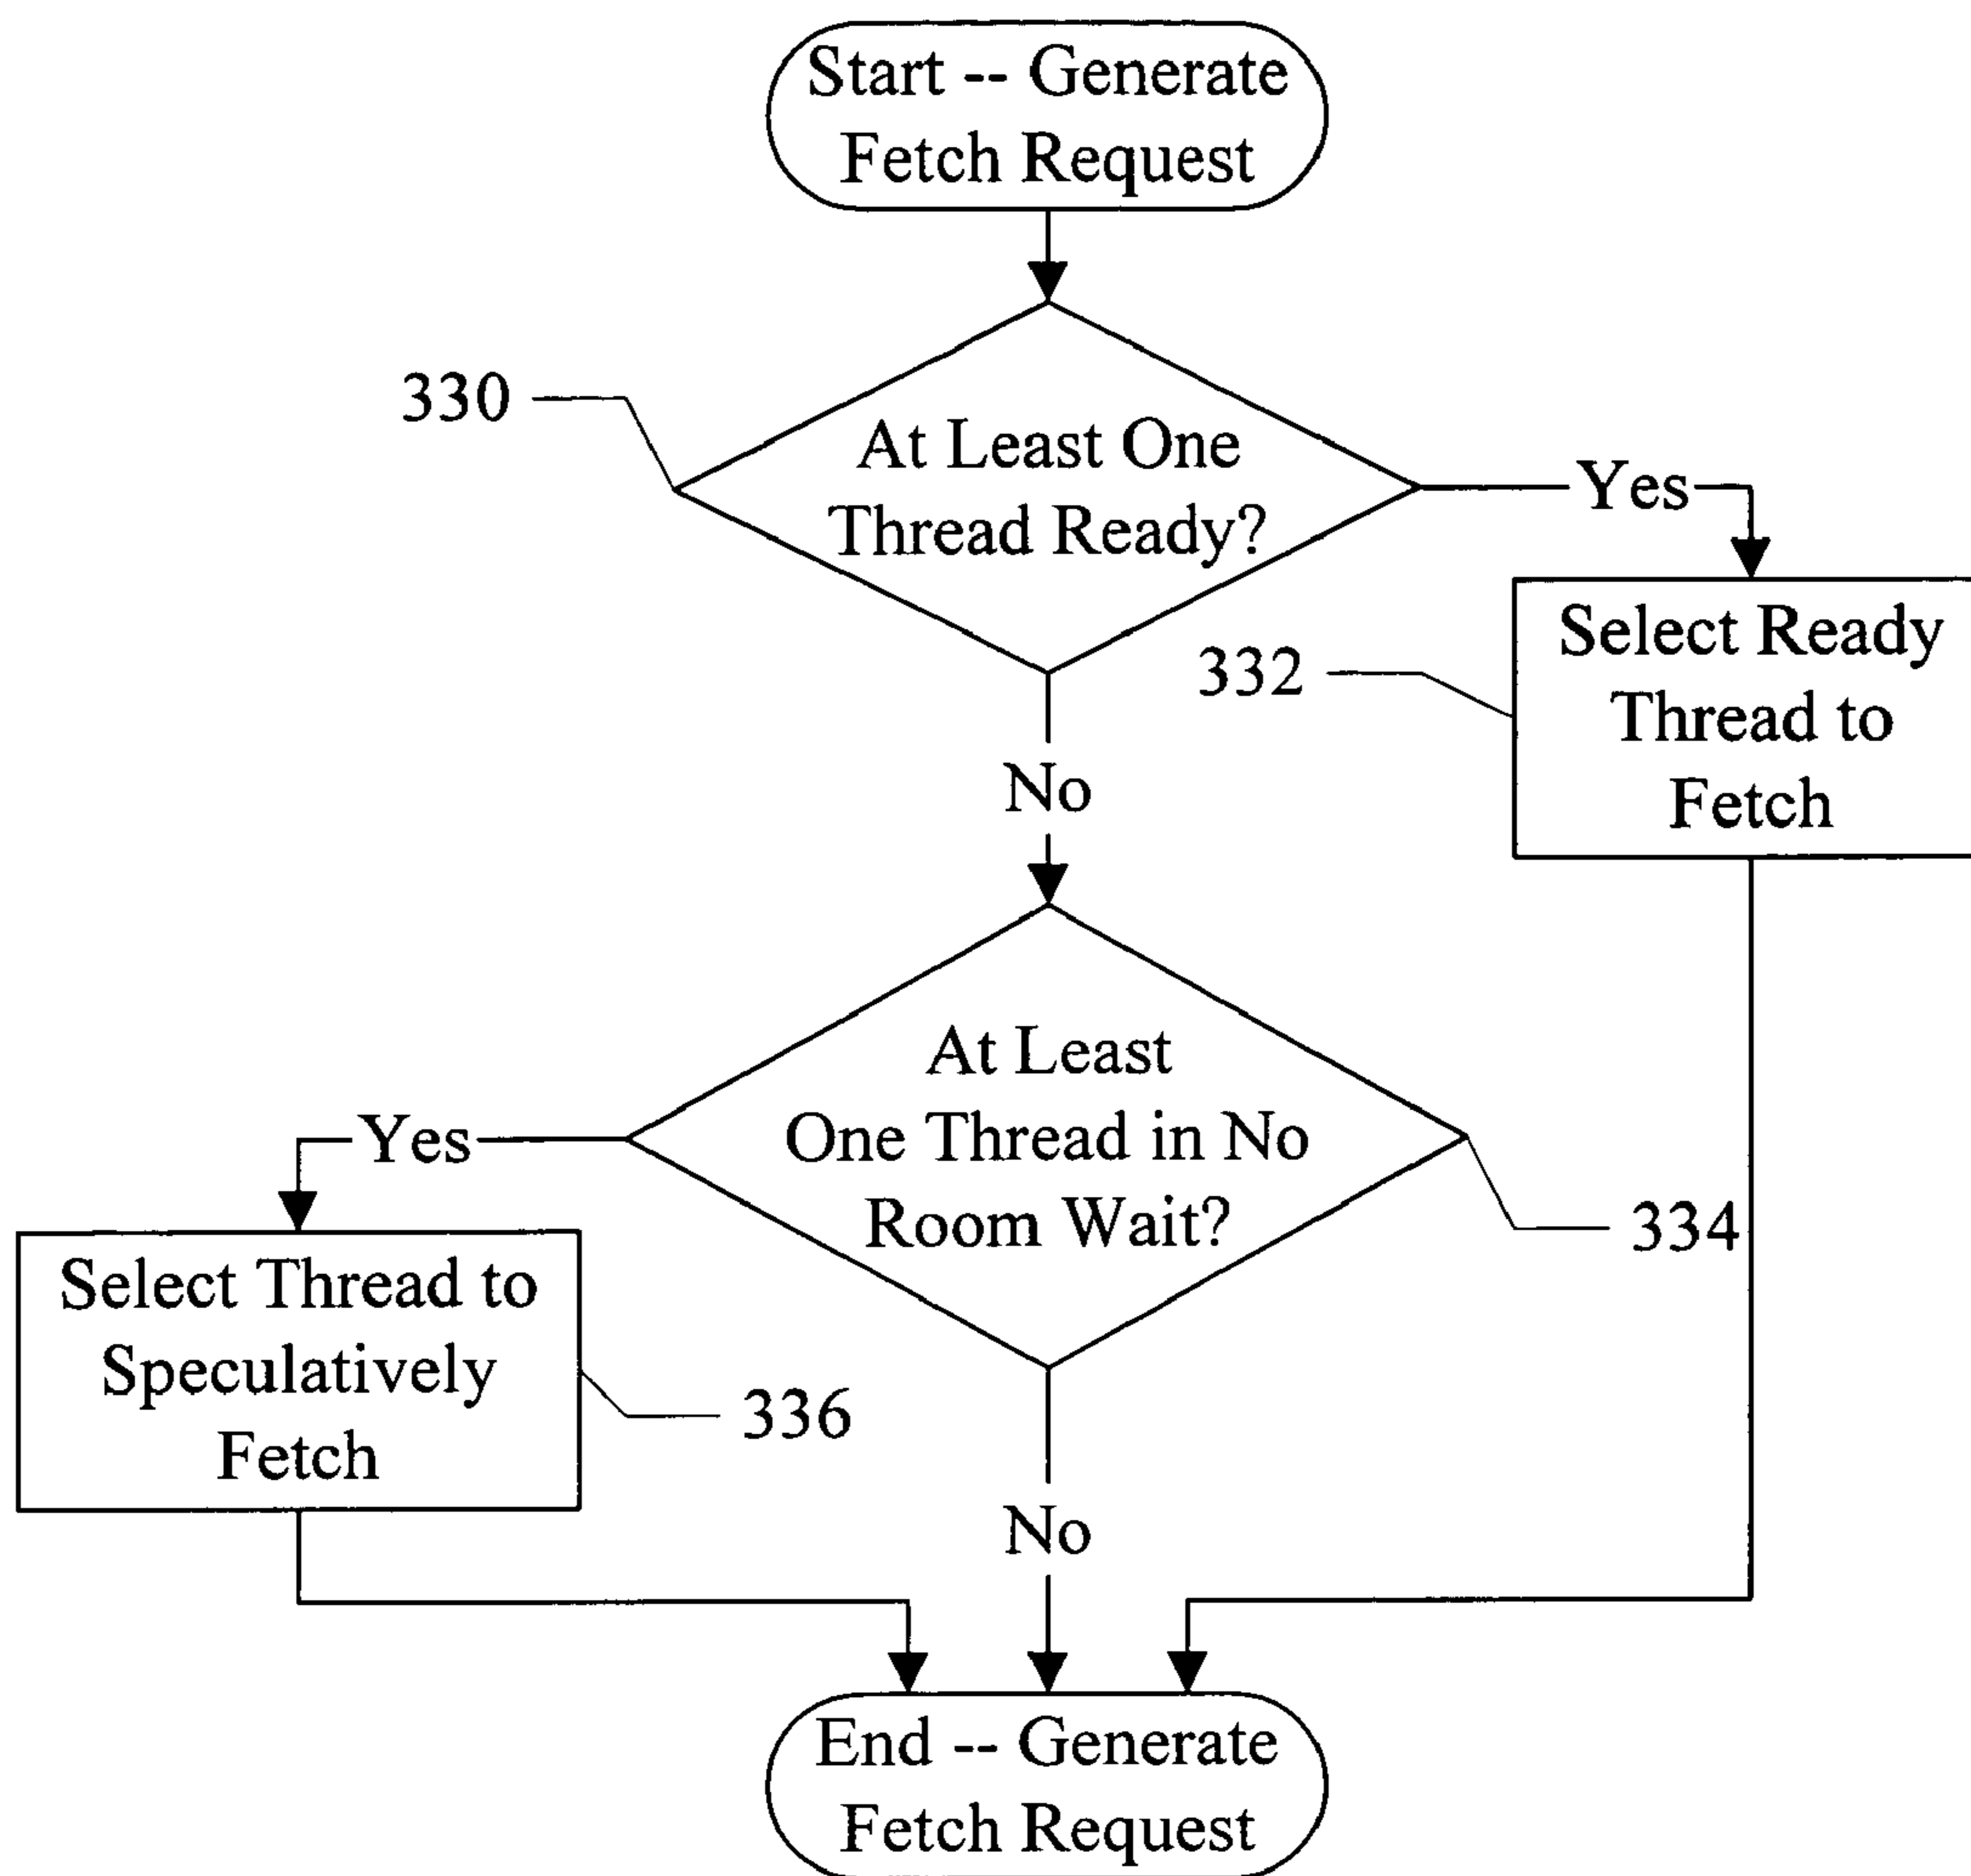 Start -- Generate
Fetch Request
330
At Least One
Thread Ready?
Yes
332
Select Ready
Thread to
Fetch
No
At Least
One Thread in No
Room Wait?
Yes
334
Select Thread to
Speculatively
Fetch
336
No
End -- Generate
Fetch Request